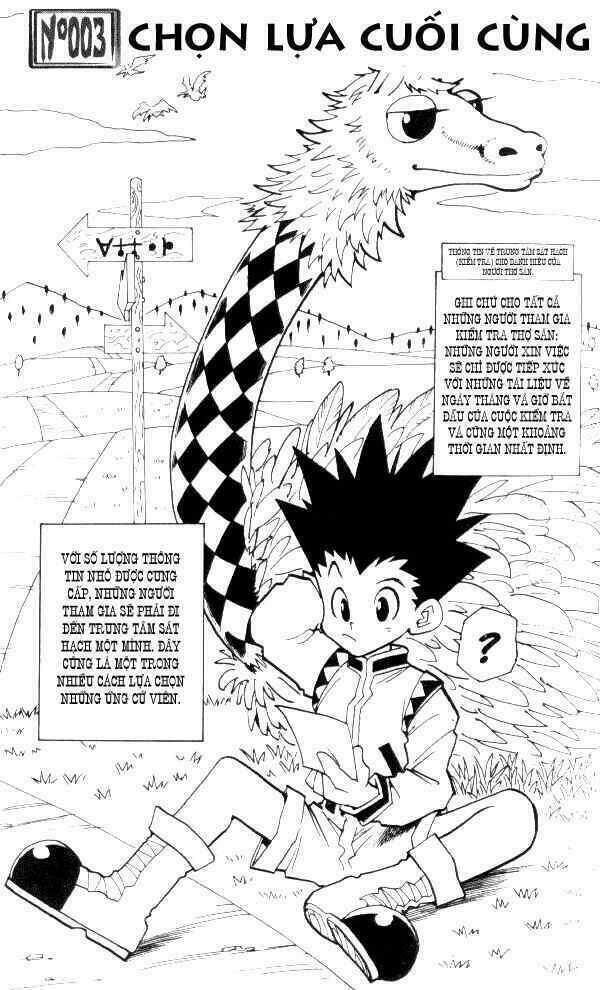 Nº003 CHỌN LỰA CUỐI CÙNG
THÔNG TIN VỀ TRUNG TÂM SÁT HẠCH
(KIỂM TRA) CHO DANH HIỆU CỦA
NGƯỜI THỢ SĂN.
GHI CHÚ CHO TẤT CẢ
NHỮNG NGƯỜI THAM GIA
KIỂM TRA THỢ SĂN:
NHỮNG NGƯỜI XIN VIỆC
SẼ CHỈ ĐƯỢC TIẾP XÚC
VỚI NHỮNG TÀI LIỆU VỀ
NGÀY THÁNG VÀ GIỜ BẮT
ĐẦU CỦA CUỘC KIỂM TRA
VÀ CŨNG MỘT KHOẢNG
THỜI GIAN NHẤT ĐỊNH.
?
VỚI SỐ LƯỢNG THÔNG
TIN NHỎ ĐƯỢC CUNG
CẤP, NHỮNG NGƯỜI
THAM GIA SẼ PHẢI ĐI
ĐẾN TRUNG TÂM SÁT
HẠCH MỘT MÌNH. ĐÂY
CŨNG LÀ MỘT TRONG
NHIỀU CÁCH LỰA CHỌN
NHỮNG ỨNG CỬ VIÊN.